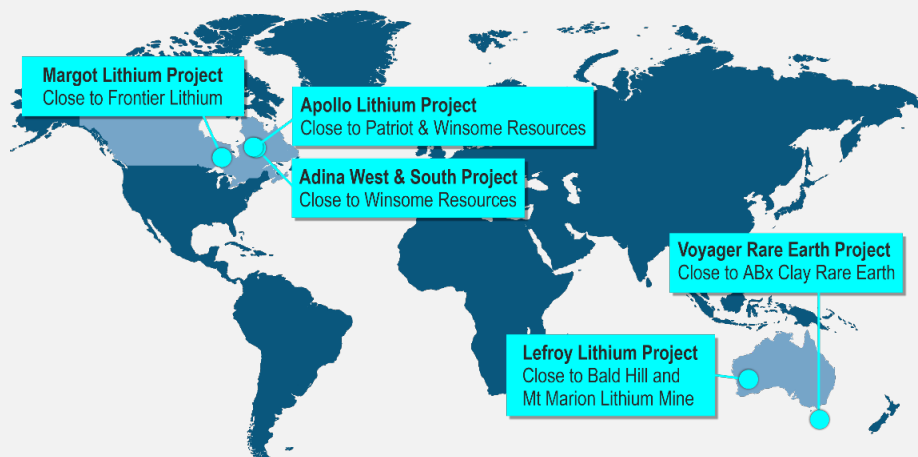 Margot Lithium Project
Close to Frontier Lithium
Apollo Lithium Project
Close to Patriot & Winsome Resources
Adina West & South Project
Close to Winsome Resources
Voyager Rare Earth Project
Close to ABx Clay Rare Earth
Lefroy Lithium Project
Close to Bald Hill and
Mt Marion Lithium Mine